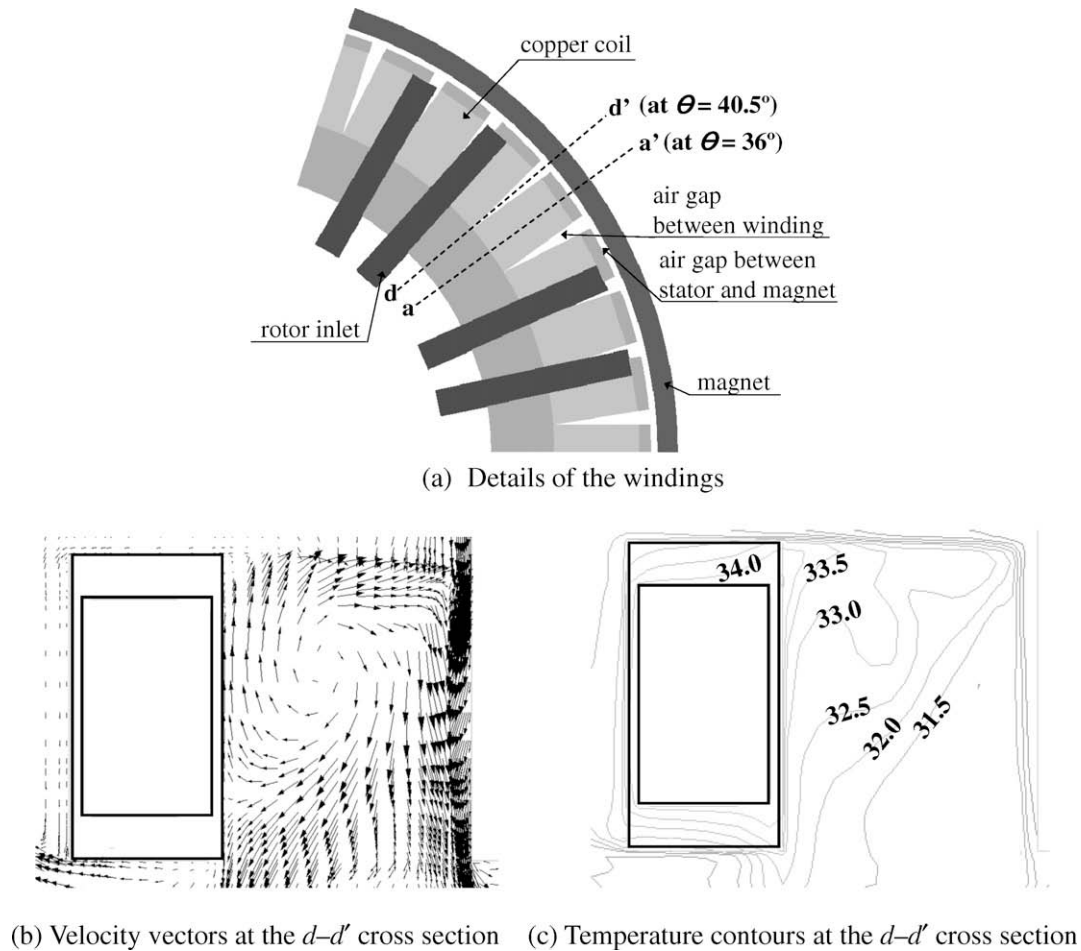 copper coil
d’ (at Θ = 40.5º)
a’ (at Θ = 36º)
air gap
between winding
air gap between
stator and magnet
d
a
rotor inlet
magnet
(a) Details of the windings
34.0
33.5
33.0
32.5
32.0
31.5
(b) Velocity vectors at the d–d′ cross section
(c) Temperature contours at the d–d′ cross section